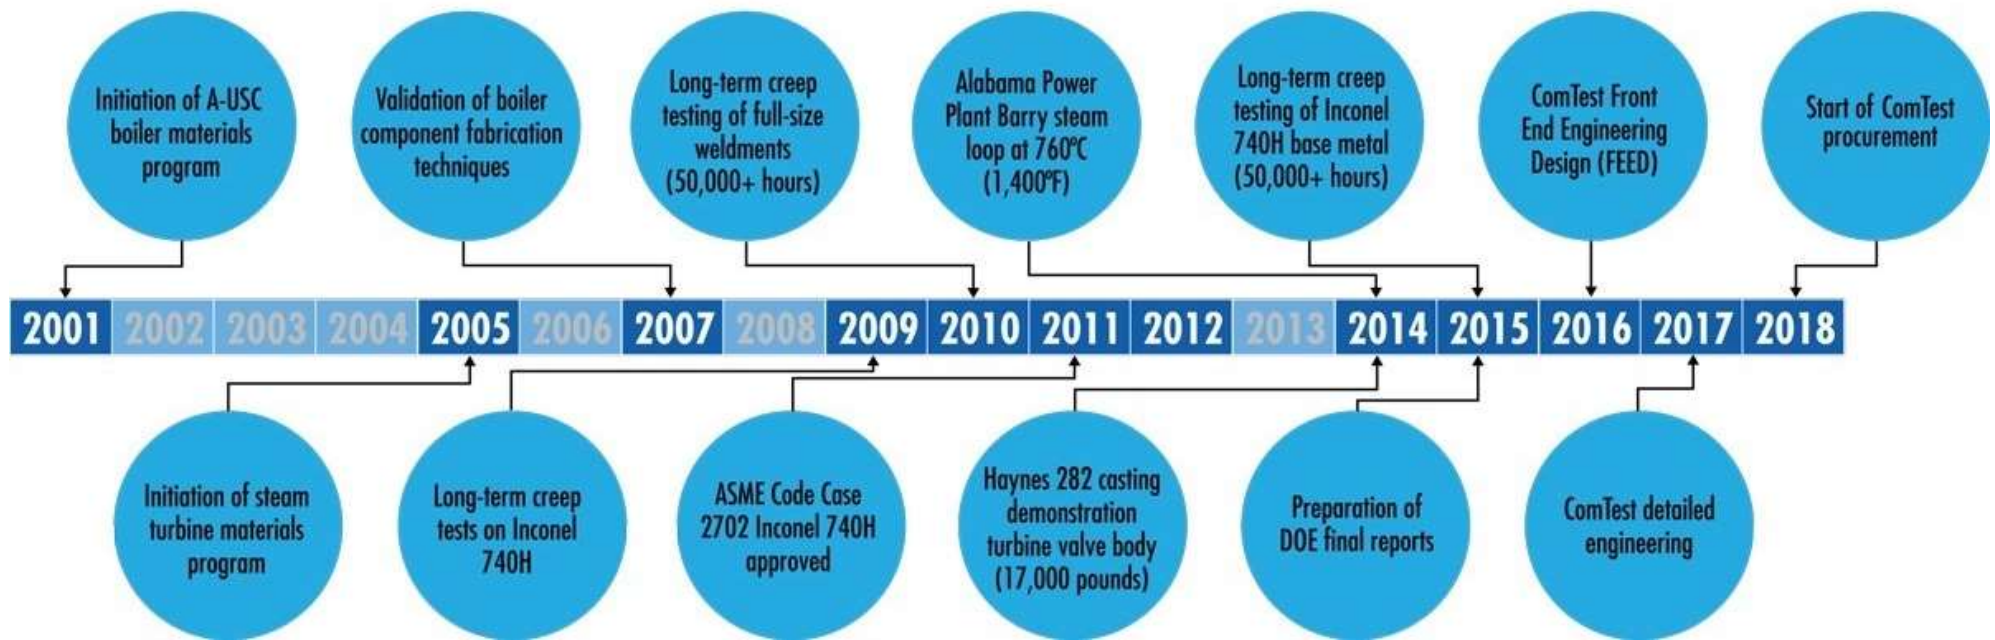 Initiation of A-USC
boiler materials
program
Validation of boiler
component fabrication
techniques
Long-term creep
testing of full-size
weldments
(50,000+ hours)
Alabama Power
Plant Barry steam
loop at 760ºC
(1,400ºF)
Long-term creep
testing of Inconel
740H base metal
(50,000+ hours)
ComTest Front
End Engineering
Design (FEED)
Start of ComTest
procurement
2001 2002 2003 2004 2005 2006 2007 2008 2009 2010 2011 2012 2013 2014 2015 2016 2017 2018
Initiation of steam
turbine materials
program
Long-term creep
tests on Inconel
740H
ASME Code Case
2702 Inconel 740H
approved
Haynes 282 casting
demonstration
turbine valve body
(17,000 pounds)
Preparation of
DOE final reports
ComTest detailed
engineering